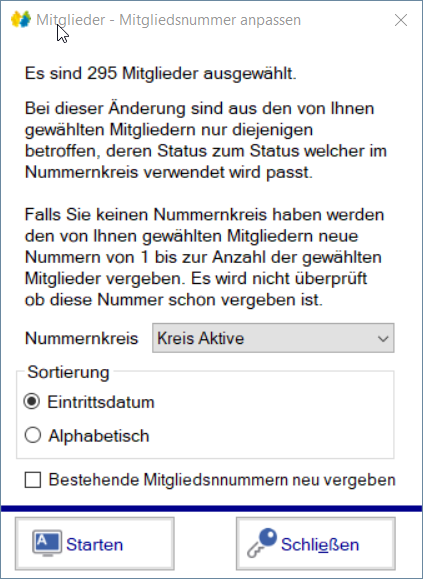 Mitglieder - Mitgliedsnummer anpassen
Es sind 295 Mitglieder ausgewählt.
Bei dieser Änderung sind aus den von Ihnen
gewählten Mitgliedern nur diejenigen
betroffen, deren Status zum Status welcher im
Nummernkreis verwendet wird passt.
Falls Sie keinen Nummernkreis haben werden
den von Ihnen gewählten Mitgliedern neue
Nummern von 1 bis zur Anzahl der gewählten
Mitglieder vergeben. Es wird nicht überprüft
ob diese Nummer schon vergeben ist.
Nummernkreis Kreis Aktive
Sortierung
Eintrittsdatum
Alphabetisch
Bestehende Mitgliedsnnummern neu vergeben
A Starten Schließen